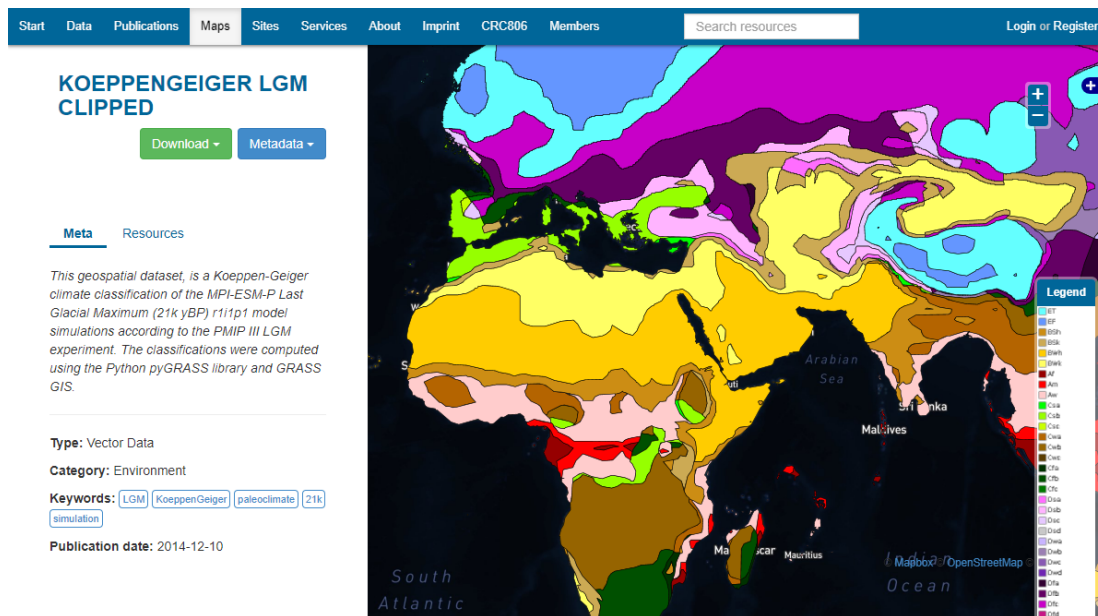 Start Data Publications Maps Sites Services About Imprint CRC806 Members Search resources Login or Register
KOEPPENGEIGER LGM
CLIPPED
Download Metadata
Meta Resources
This geospatial dataset, is a Koeppen-Geiger
climate classification of the MPI-ESM-P Last
Glacial Maximum (21k yBP) r1i1p1 model
simulations according to the PMIP III LGM
experiment. The classifications were computed
using the Python pyGRASS library and GRASS
GIS.
Type: Vector Data
Category: Environment
Keywords: LGM KoeppenGeiger paleoclimate 21k
simulation
Publication date: 2014-12-10
+
−
Arabian
Sea
Maldives
Mauritius
Indian
Ocean
South
Atlantic
Mapbox © OpenStreetMap ©
Legend
ET
EF
BSh
BSk
BWh
BWk
Af
Am
Aw
Csa
Csb
Csc
Cwa
Cwb
Cwc
Cfa
Cfb
Cfc
Dsa
Dsb
Dsc
Dsd
Dwa
Dwb
Dwc
Dwd
Dfa
Dfb
Dfc
Dfd